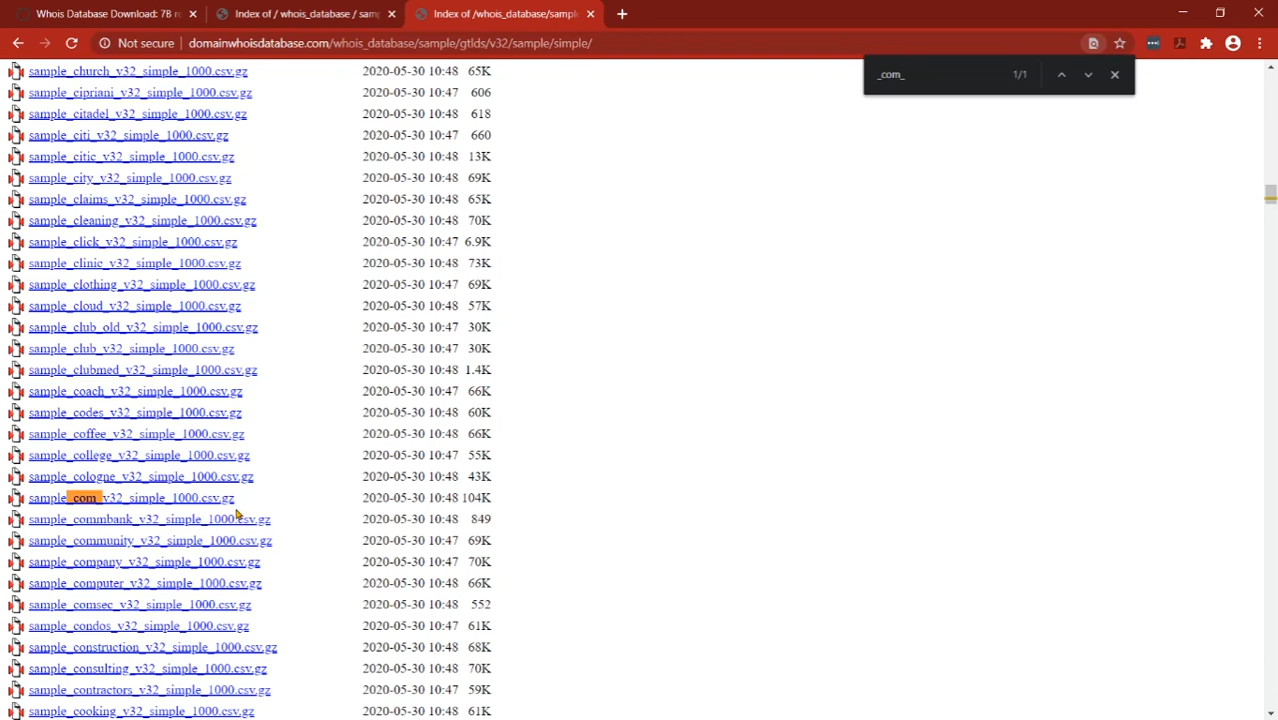 Whois Database Download: 7B r
Index of / whois_database / sam
Index of /whois_database/sample
Not secure
domainwhoisdatabase.com/whois_database/sample/gtlds/v32/sample/simple/
_com_ 1/1
sample_church_v32_simple_1000.csv.gz 2020-05-30 10:48 65K
sample_cipriani_v32_simple_1000.csv.gz 2020-05-30 10:47 606
sample_citadel_v32_simple_1000.csv.gz 2020-05-30 10:48 618
sample_citi_v32_simple_1000.csv.gz 2020-05-30 10:47 660
sample_citic_v32_simple_1000.csv.gz 2020-05-30 10:48 13K
sample_city_v32_simple_1000.csv.gz 2020-05-30 10:48 69K
sample_claims_v32_simple_1000.csv.gz 2020-05-30 10:48 65K
sample_cleaning_v32_simple_1000.csv.gz 2020-05-30 10:48 70K
sample_click_v32_simple_1000.csv.gz 2020-05-30 10:47 6.9K
sample_clinic_v32_simple_1000.csv.gz 2020-05-30 10:48 73K
sample_clothing_v32_simple_1000.csv.gz 2020-05-30 10:47 69K
sample_cloud_v32_simple_1000.csv.gz 2020-05-30 10:48 57K
sample_club_old_v32_simple_1000.csv.gz 2020-05-30 10:47 30K
sample_club_v32_simple_1000.csv.gz 2020-05-30 10:47 30K
sample_clubmed_v32_simple_1000.csv.gz 2020-05-30 10:48 1.4K
sample_coach_v32_simple_1000.csv.gz 2020-05-30 10:47 66K
sample_codes_v32_simple_1000.csv.gz 2020-05-30 10:48 60K
sample_coffee_v32_simple_1000.csv.gz 2020-05-30 10:48 66K
sample_college_v32_simple_1000.csv.gz 2020-05-30 10:47 55K
sample_cologne_v32_simple_1000.csv.gz 2020-05-30 10:47 43K
sample_com_v32_simple_1000.csv.gz 2020-05-30 10:48 104K
sample_commbank_v32_simple_1000.csv.gz 2020-05-30 10:48 849
sample_community_v32_simple_1000.csv.gz 2020-05-30 10:47 69K
sample_company_v32_simple_1000.csv.gz 2020-05-30 10:47 70K
sample_computer_v32_simple_1000.csv.gz 2020-05-30 10:48 66K
sample_comsec_v32_simple_1000.csv.gz 2020-05-30 10:48 552
sample_condos_v32_simple_1000.csv.gz 2020-05-30 10:47 61K
sample_construction_v32_simple_1000.csv.gz 2020-05-30 10:48 68K
sample_consulting_v32_simple_1000.csv.gz 2020-05-30 10:48 70K
sample_contractors_v32_simple_1000.csv.gz 2020-05-30 10:47 59K
sample_cooking_v32_simple_1000.csv.gz 2020-05-30 10:48 61K